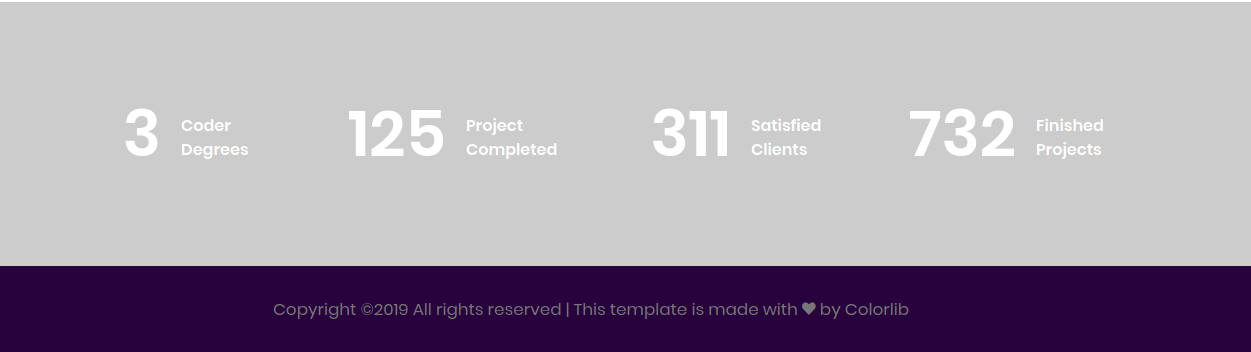 3 Coder Degrees
125 Project Completed
311 Satisfied Clients
732 Finished Projects
Copyright ©2019 All rights reserved | This template is made with ♥ by Colorlib